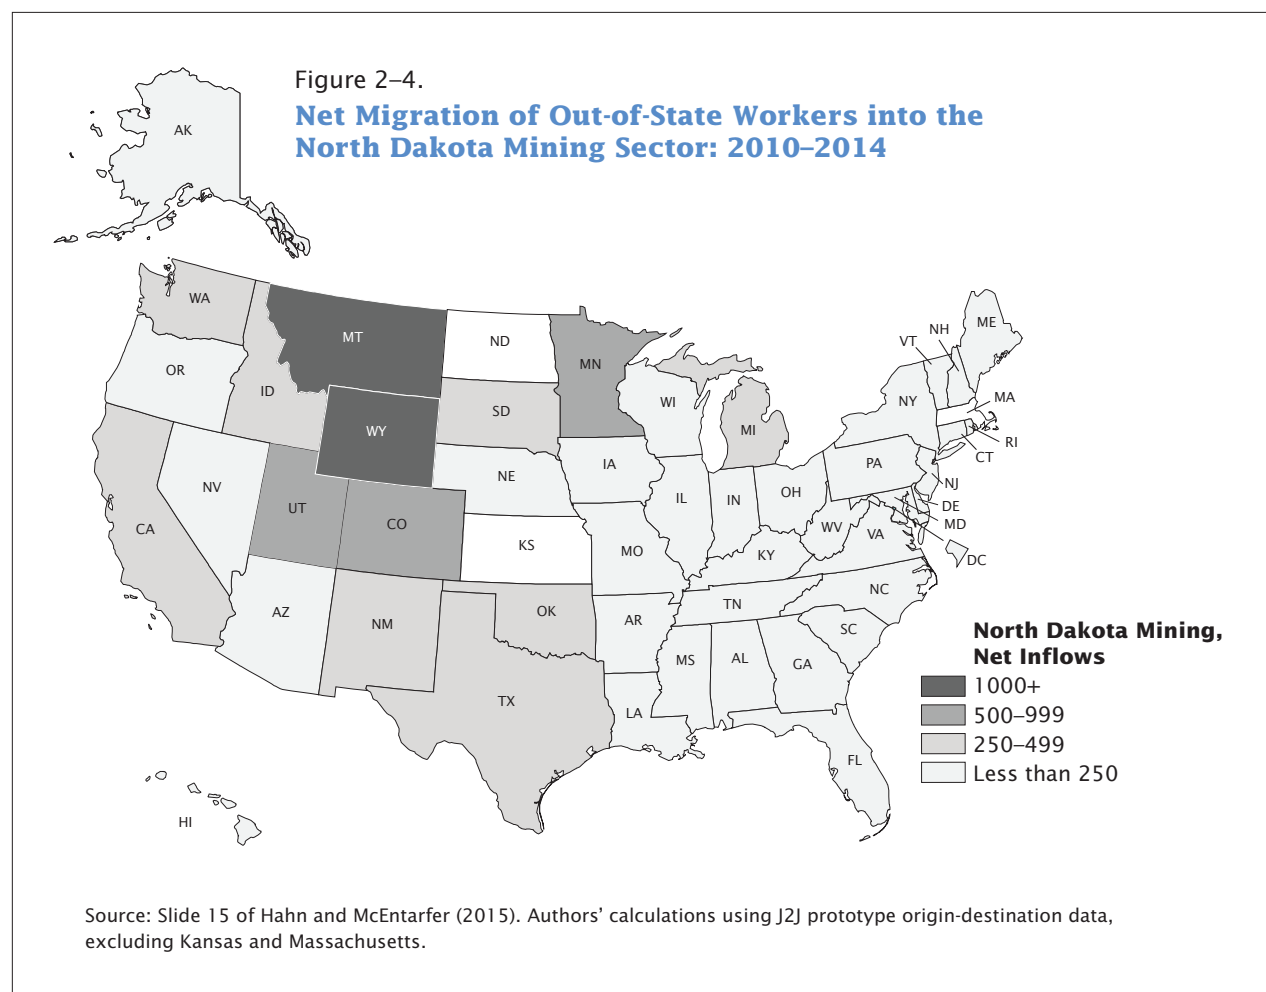 Figure 2–4.
Net Migration of Out-of-State Workers into the
North Dakota Mining Sector: 2010–2014
AK
WA
MT
ND
MN
OR
ID
SD
WI
MI
WY
NY
VT
NH
ME
MA
RI
CT
NV
UT
CO
NE
IA
IL
IN
OH
PA
NJ
DE
MD
DC
CA
KS
MO
KY
WV
VA
AZ
NM
OK
AR
TN
NC
SC
TX
LA
MS
AL
GA
FL
HI
North Dakota Mining,
Net Inflows
1000+
500–999
250–499
Less than 250
Source: Slide 15 of Hahn and McEntarfer (2015). Authors’ calculations using J2J prototype origin-destination data,
excluding Kansas and Massachusetts.